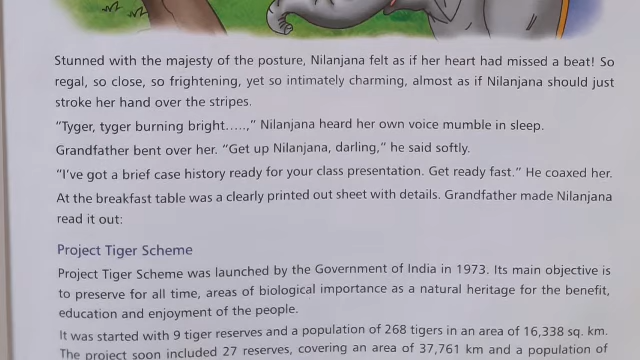 Stunned with the majesty of the posture, Nilanjana felt as if her heart had missed a beat! So
regal, so close, so frightening, yet so intimately charming, almost as if Nilanjana should just
stroke her hand over the stripes.
“Tyger, tyger burning bright.....,” Nilanjana heard her own voice mumble in sleep.
Grandfather bent over her. “Get up Nilanjana, darling,” he said softly.
“I've got a brief case history ready for your class presentation. Get ready fast.” He coaxed her.
At the breakfast table was a clearly printed out sheet with details. Grandfather made Nilanjana
read it out:
Project Tiger Scheme
Project Tiger Scheme was launched by the Government of India in 1973. Its main objective is
to preserve for all time, areas of biological importance as a natural heritage for the benefit,
education and enjoyment of the people.
It was started with 9 tiger reserves and a population of 268 tigers in an area of 16,338 sq. km.
The project soon included 27 reserves, covering an area of 37,761 km and a population of